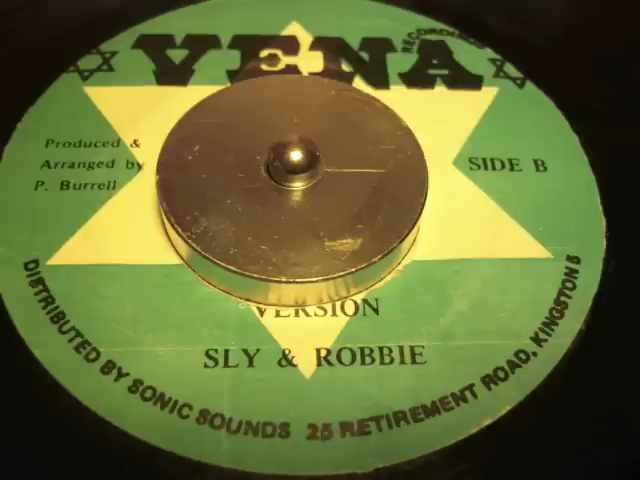 VENA
RECORDINGS
Produced &
Arranged by
P. Burrell
SIDE B
VERSION
SLY & ROBBIE
DISTRIBUTED BY SONIC SOUNDS 25 RETIREMENT ROAD, KINGSTON 5